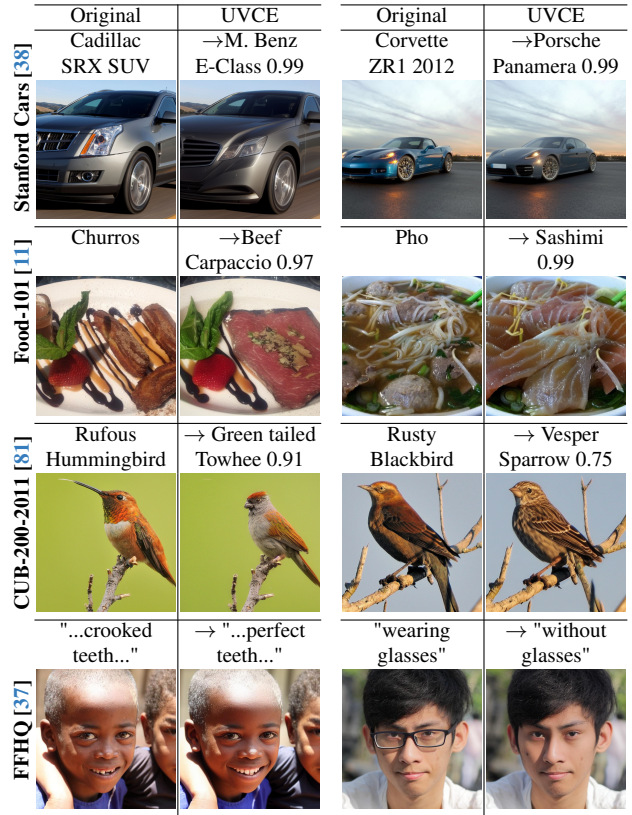 Original UVCE Original UVCE
Stanford Cars [38]
Cadillac →M. Benz Corvette →Porsche
SRX SUV E-Class 0.99 ZR1 2012 Panamera 0.99
Food-101 [11]
Churros →Beef Pho → Sashimi
Carpaccio 0.97 0.99
CUB-200-2011 [81]
Rufous → Green tailed Rusty → Vesper
Hummingbird Towhee 0.91 Blackbird Sparrow 0.75
FFHQ [37]
"...crooked → "...perfect "wearing → "without
teeth..." teeth..." glasses" glasses"